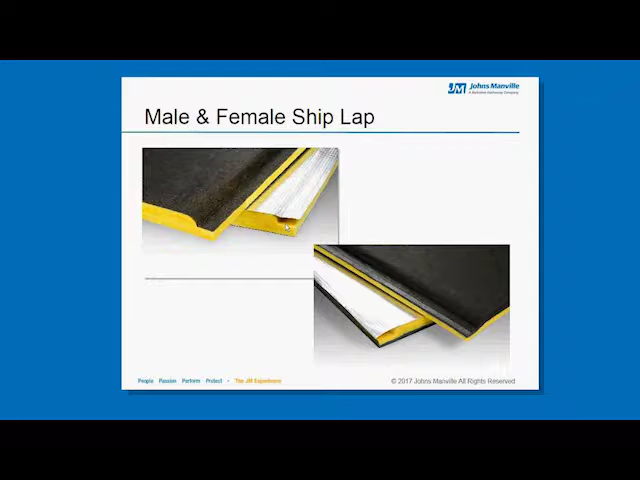 JM Johns Manville
A Berkshire Hathaway Company
Male & Female Ship Lap
People Passion Perform Protect • The JM Experience
© 2017 Johns Manville All Rights Reserved